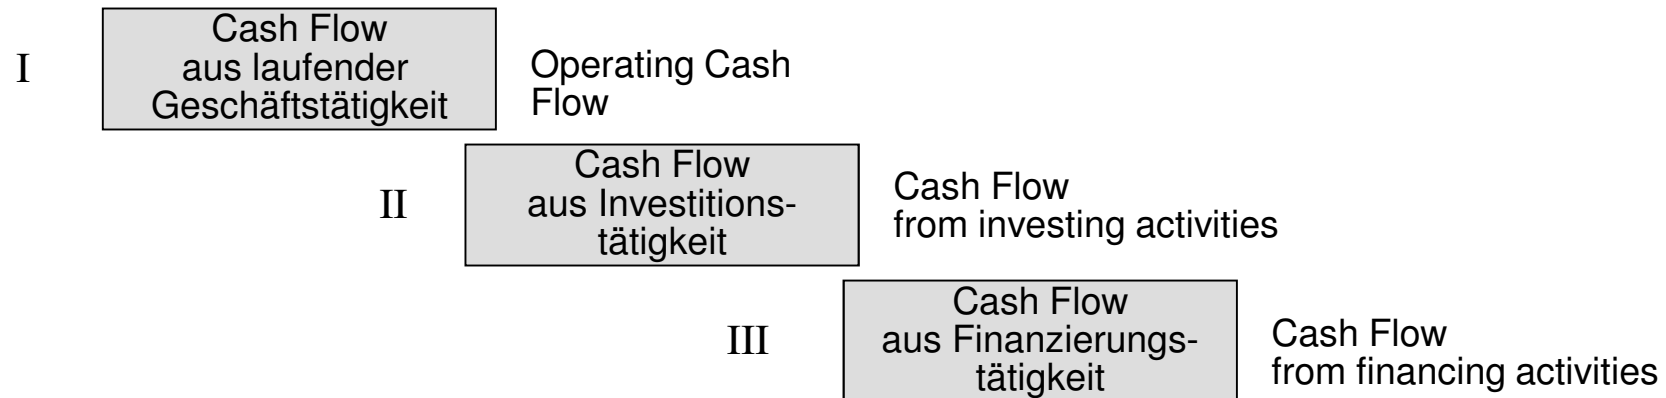 I
Cash Flow
aus laufender
Geschäftstätigkeit
Operating Cash
Flow
II
Cash Flow
aus Investitions-
tätigkeit
Cash Flow
from investing activities
III
Cash Flow
aus Finanzierungs-
tätigkeit
Cash Flow
from financing activities